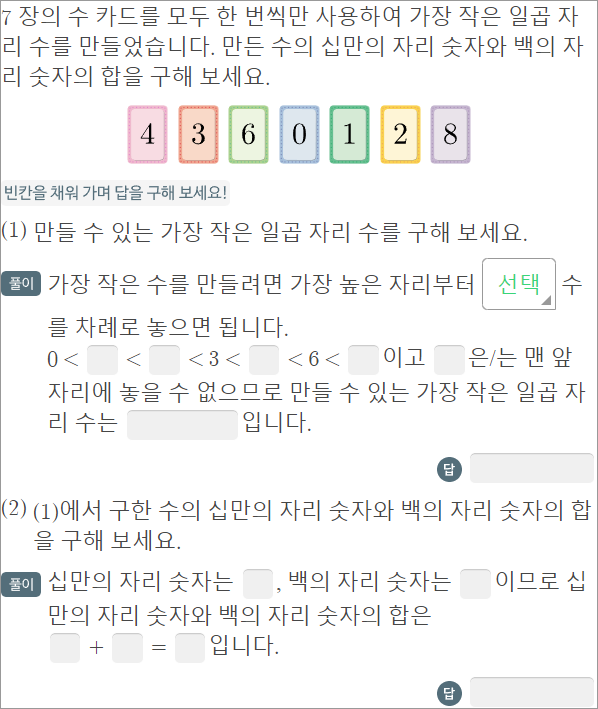 7 장의 수 카드를 모두 한 번씩만 사용하여 가장 작은 일곱 자
리 수를 만들었습니다. 만든 수의 십만의 자리 숫자와 백의 자
리 숫자의 합을 구해 보세요.
4 3 6 0 1 2 8
빈칸을 채워 가며 답을 구해 보세요!
(1) 만들 수 있는 가장 작은 일곱 자리 수를 구해 보세요.
풀이 가장 작은 수를 만들려면 가장 높은 자리부터 선택 수
를 차례로 놓으면 됩니다.
0 < < < 3 < < 6 < 이고 은/는 맨 앞
자리에 놓을 수 없으므로 만들 수 있는 가장 작은 일곱 자
리 수는 입니다.
답
(2) (1)에서 구한 수의 십만의 자리 숫자와 백의 자리 숫자의 합
을 구해 보세요.
풀이 십만의 자리 숫자는 , 백의 자리 숫자는 이므로 십
만의 자리 숫자와 백의 자리 숫자의 합은
+ = 입니다.
답